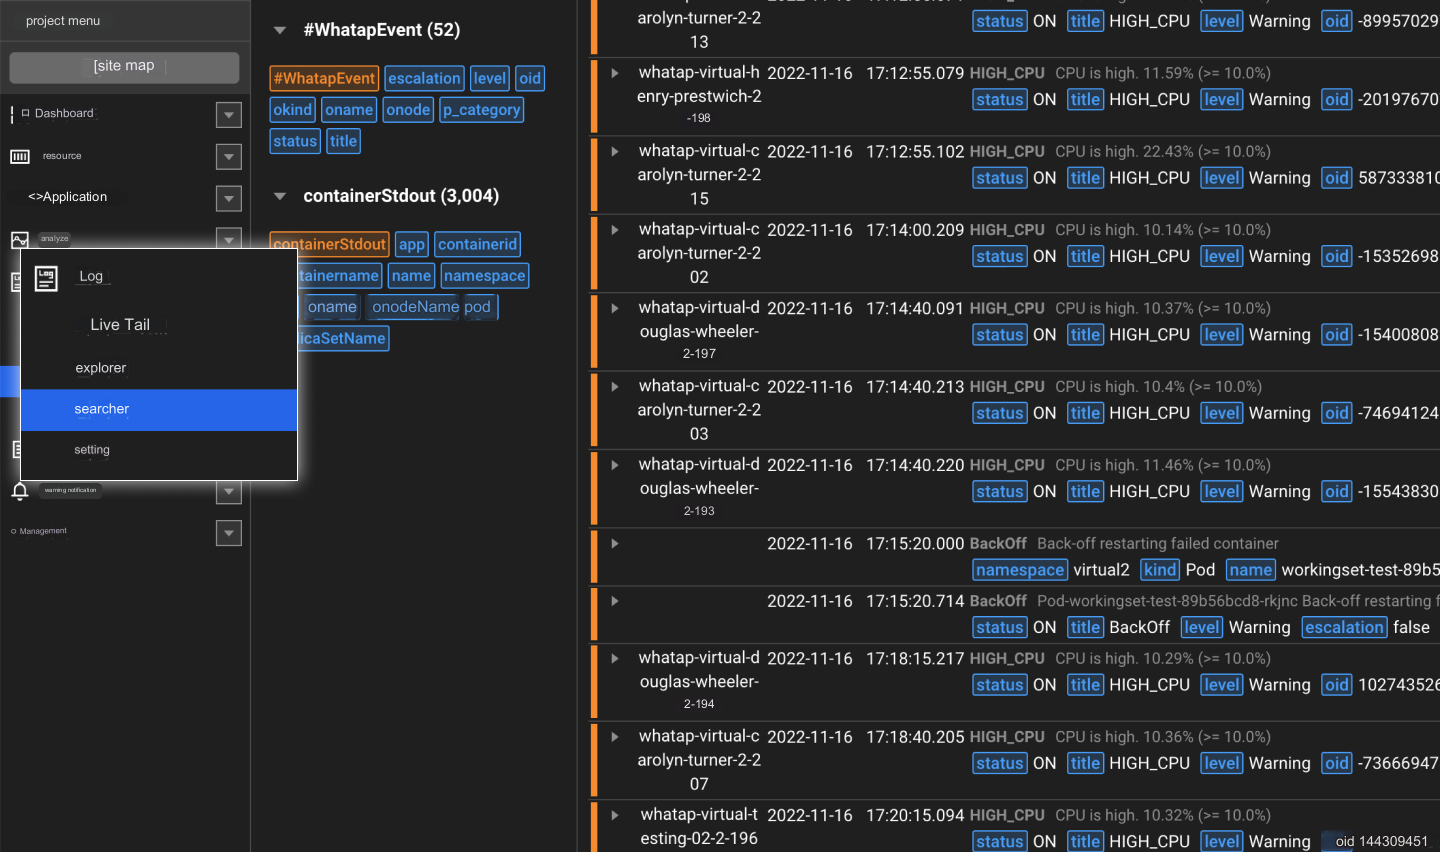 project menu
[site map
Dashboard
resource
<>Application
analyze
Log
Live Tail
explorer
searcher
setting
warning notification
Management
#WhatapEvent (52)
#WhatapEvent escalation level oid
okind oname onode p_category
status title
containerStdout (3,004)
containerStdout app containerid
tainername name namespace
oname onodeName pod
licaSetName
arolyn-turner-2-2
13
status ON title HIGH_CPU level Warning oid -89957029
whatap-virtual-h
enry-prestwich-2
-198
2022-11-16 17:12:55.079 HIGH_CPU CPU is high. 11.59% (>= 10.0%)
status ON title HIGH_CPU level Warning oid -20197670
whatap-virtual-c
arolyn-turner-2-2
15
2022-11-16 17:12:55.102 HIGH_CPU CPU is high. 22.43% (>= 10.0%)
status ON title HIGH_CPU level Warning oid 587333810
whatap-virtual-c
arolyn-turner-2-2
02
2022-11-16 17:14:00.209 HIGH_CPU CPU is high. 10.14% (>= 10.0%)
status ON title HIGH_CPU level Warning oid -15352698
whatap-virtual-d
ouglas-wheeler-
2-197
2022-11-16 17:14:40.091 HIGH_CPU CPU is high. 10.37% (>= 10.0%)
status ON title HIGH_CPU level Warning oid -15400808
whatap-virtual-c
arolyn-turner-2-2
03
2022-11-16 17:14:40.213 HIGH_CPU CPU is high. 10.4% (>= 10.0%)
status ON title HIGH_CPU level Warning oid -74694124
whatap-virtual-d
ouglas-wheeler-
2-193
2022-11-16 17:14:40.220 HIGH_CPU CPU is high. 11.46% (>= 10.0%)
status ON title HIGH_CPU level Warning oid -15543830
2022-11-16 17:15:20.000 BackOff Back-off restarting failed container
namespace virtual2 kind Pod name workingset-test-89b5
2022-11-16 17:15:20.714 BackOff Pod-workingset-test-89b56bcd8-rkjnc Back-off restarting f
status ON title BackOff level Warning escalation false
whatap-virtual-d
ouglas-wheeler-
2-194
2022-11-16 17:18:15.217 HIGH_CPU CPU is high. 10.29% (>= 10.0%)
status ON title HIGH_CPU level Warning oid 102743526
whatap-virtual-c
arolyn-turner-2-2
07
2022-11-16 17:18:40.205 HIGH_CPU CPU is high. 10.36% (>= 10.0%)
status ON title HIGH_CPU level Warning oid -73666947
whatap-virtual-t
esting-02-2-196
2022-11-16 17:20:15.094 HIGH_CPU CPU is high. 10.32% (>= 10.0%)
status ON title HIGH_CPU level Warning oid 144309451